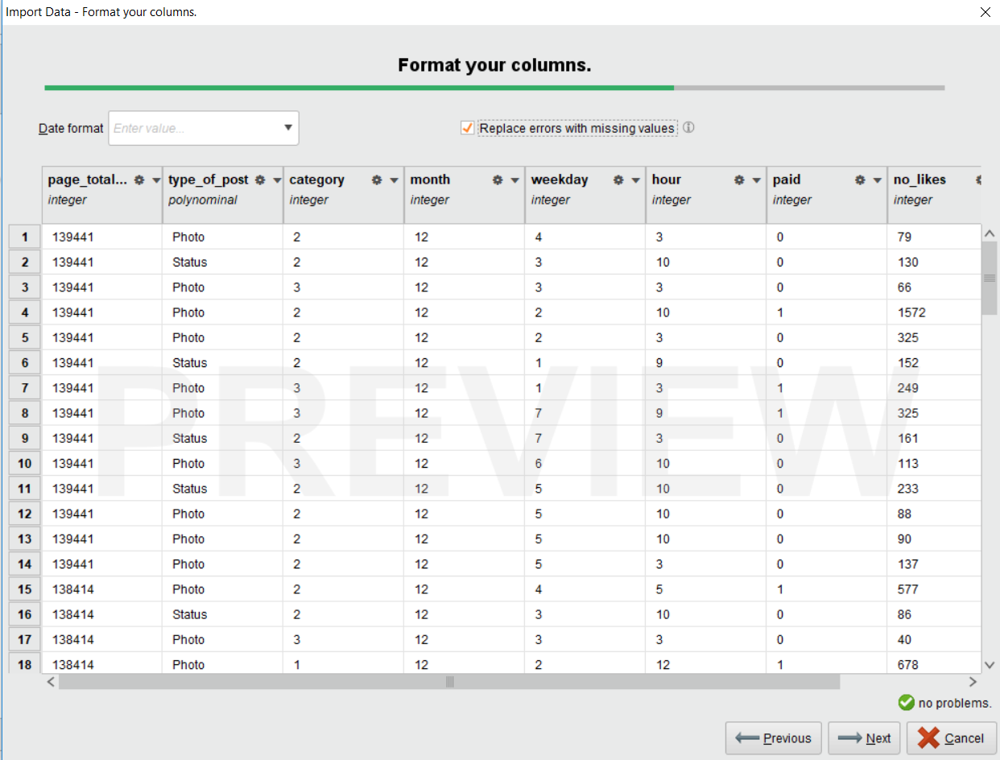 Import Data - Format your columns.
Format your columns.
Date format Enter value... Replace errors with missing values
page_total... type_of_post category month weekday hour paid no_likes
integer polynominal integer integer integer integer integer integer
1 139441 Photo 2 12 4 3 0 79
2 139441 Status 2 12 3 10 0 130
3 139441 Photo 3 12 3 3 0 66
4 139441 Photo 2 12 2 10 1 1572
5 139441 Photo 2 12 2 3 0 325
6 139441 Status 2 12 1 9 0 152
7 139441 Photo 3 12 1 3 1 249
8 139441 Photo 3 12 7 9 1 325
9 139441 Status 2 12 7 3 0 161
10 139441 Photo 3 12 6 10 0 113
11 139441 Status 2 12 5 10 0 233
12 139441 Photo 2 12 5 10 0 88
13 139441 Photo 2 12 5 10 0 90
14 139441 Photo 2 12 5 3 0 137
15 138414 Photo 2 12 4 5 1 577
16 138414 Status 2 12 3 10 0 86
17 138414 Photo 3 12 3 3 0 40
18 138414 Photo 1 12 2 12 1 678
PREVIEW
no problems.
Previous Next Cancel